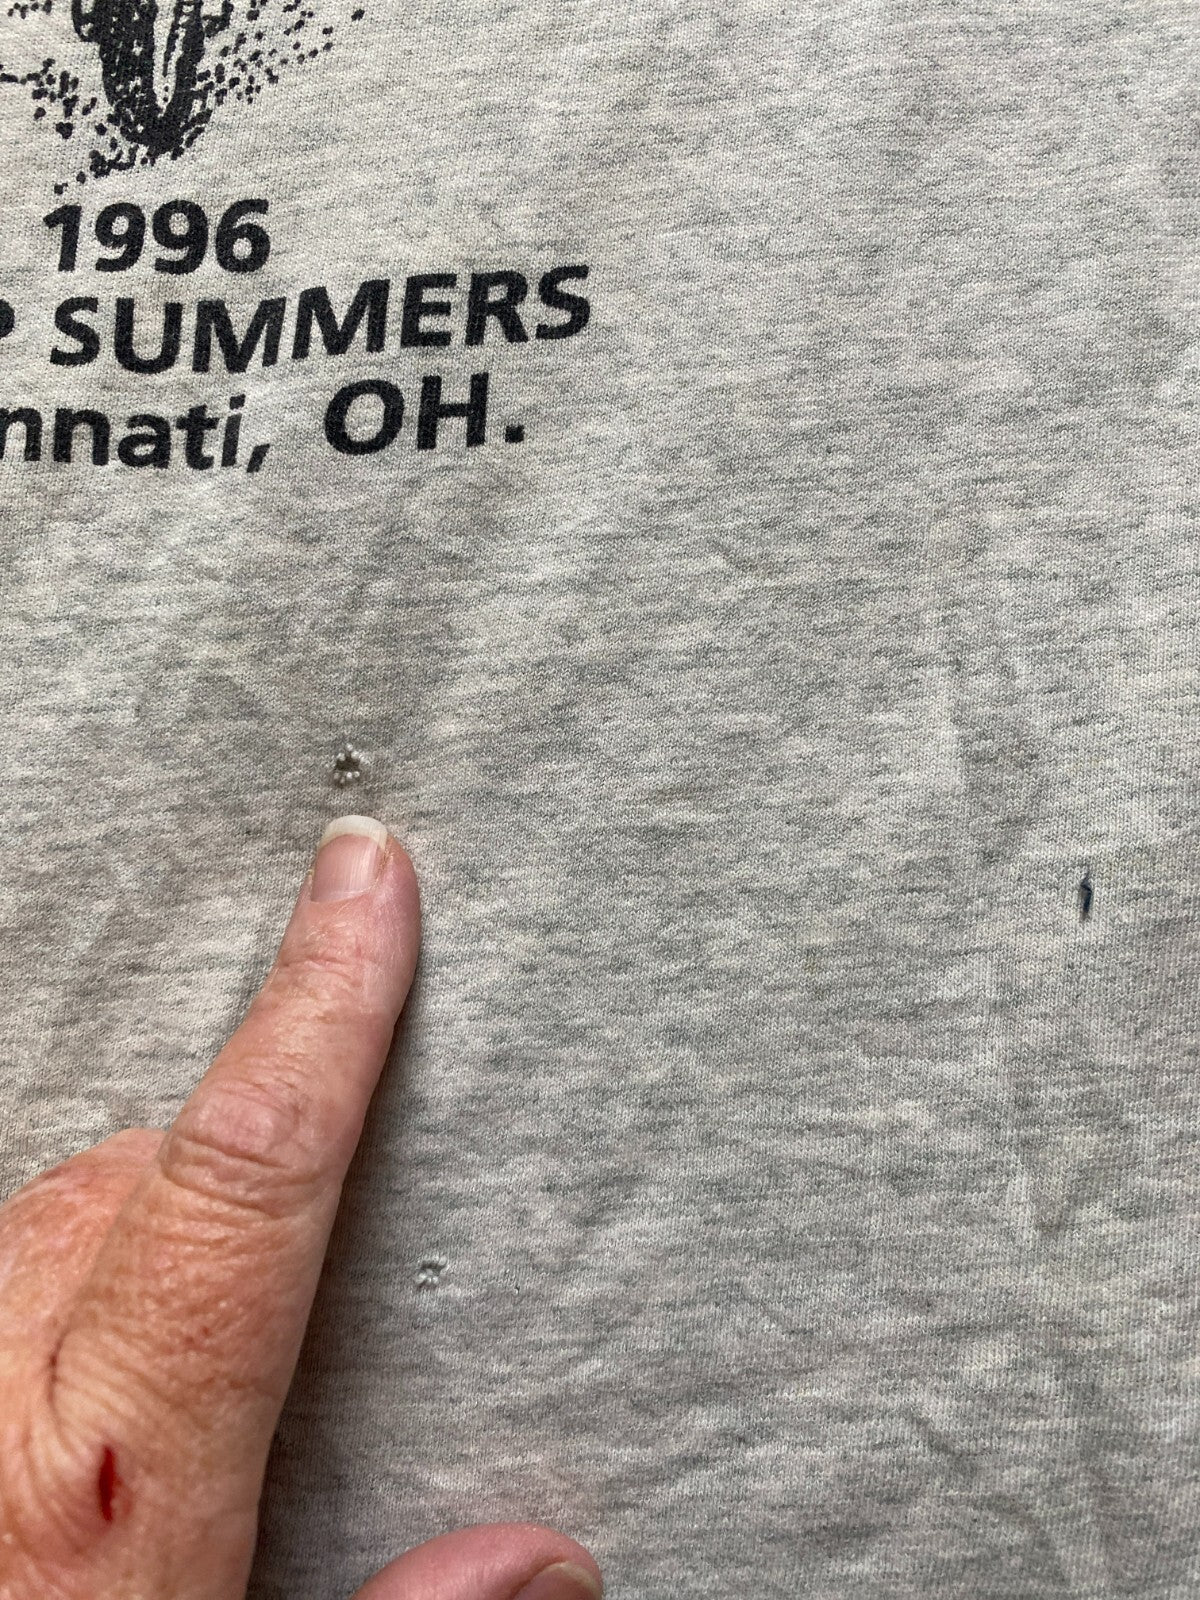 1996
P SUMMERS
nnati, OH.